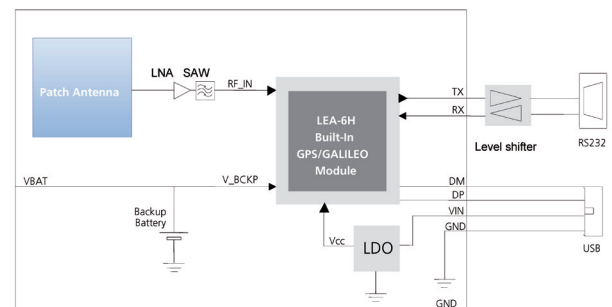 LNA SAW
RF_IN
Patch Antenna
LEA-6H
Built-In
GPS/GALILEO
Module
TX
RX
Level shifter
RS232
VBAT
V_BCKP
Backup
Battery
Vcc
LDO
DM
DP
VIN
GND
USB
GND